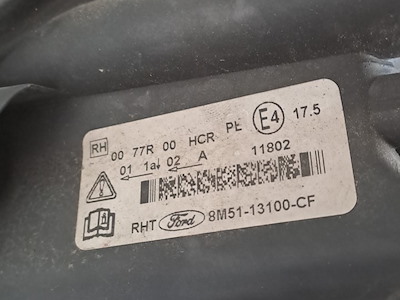 RH 00 77R 00 HCR PL E4 17.5
01 1a 02 A 11802
RHT Ford 8M51-13100-CF